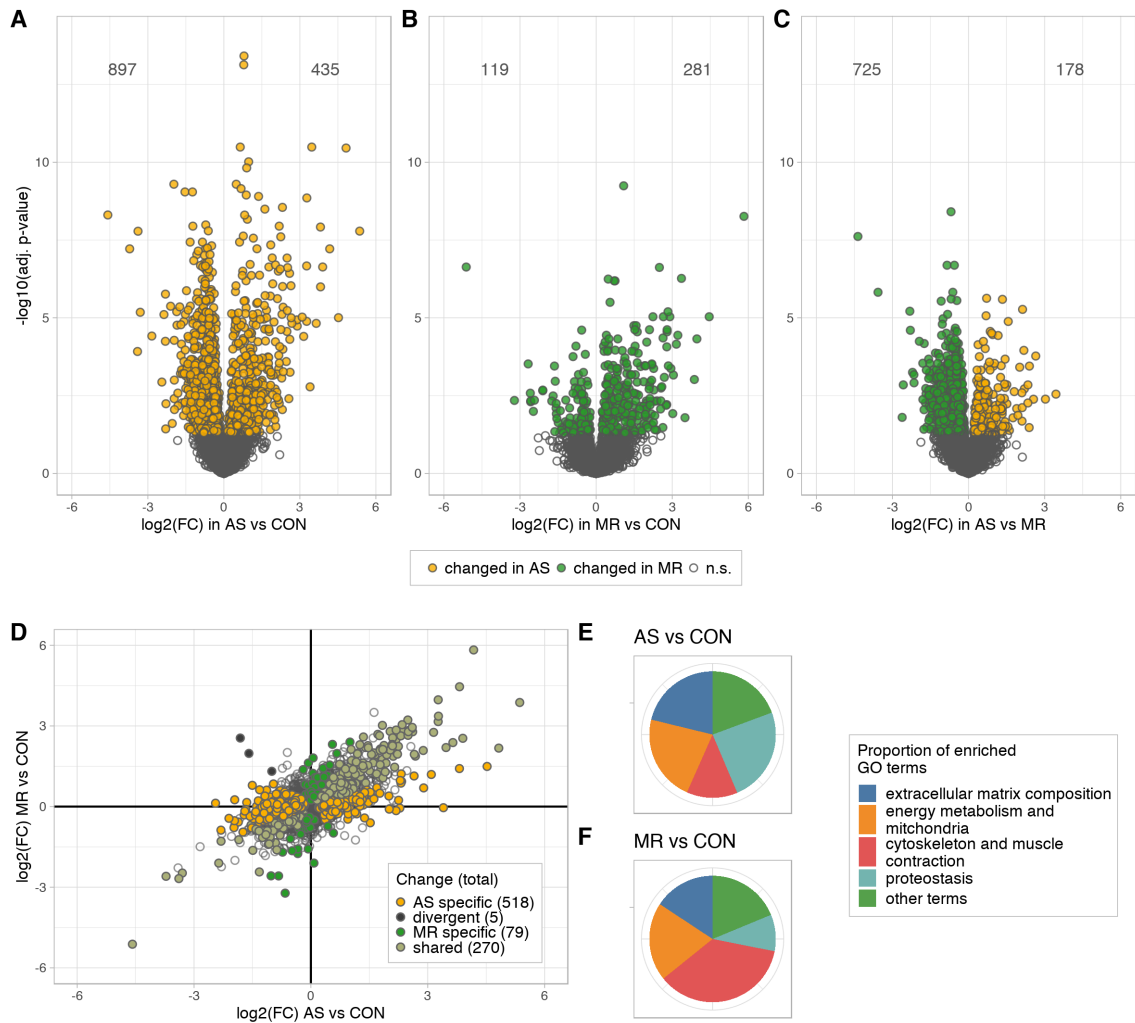 A
B
C
897
435
119
281
725
178
-log10(adj. p-value)
10
5
0
10
5
0
10
5
0
-6
-3
0
3
6
-6
-3
0
3
6
-6
-3
0
3
6
log2(FC) in AS vs CON
log2(FC) in MR vs CON
log2(FC) in AS vs MR
changed in AS
changed in MR
n.s.
D
log2(FC) MR vs CON
6
3
0
-3
-6
-6
-3
0
3
6
log2(FC) AS vs CON
Change (total)
AS specific (518)
divergent (5)
MR specific (79)
shared (270)
E
AS vs CON
F
MR vs CON
Proportion of enriched
GO terms
extracellular matrix composition
energy metabolism and
mitchondria
cytoskeleton and muscle
contraction
proteostasis
other terms